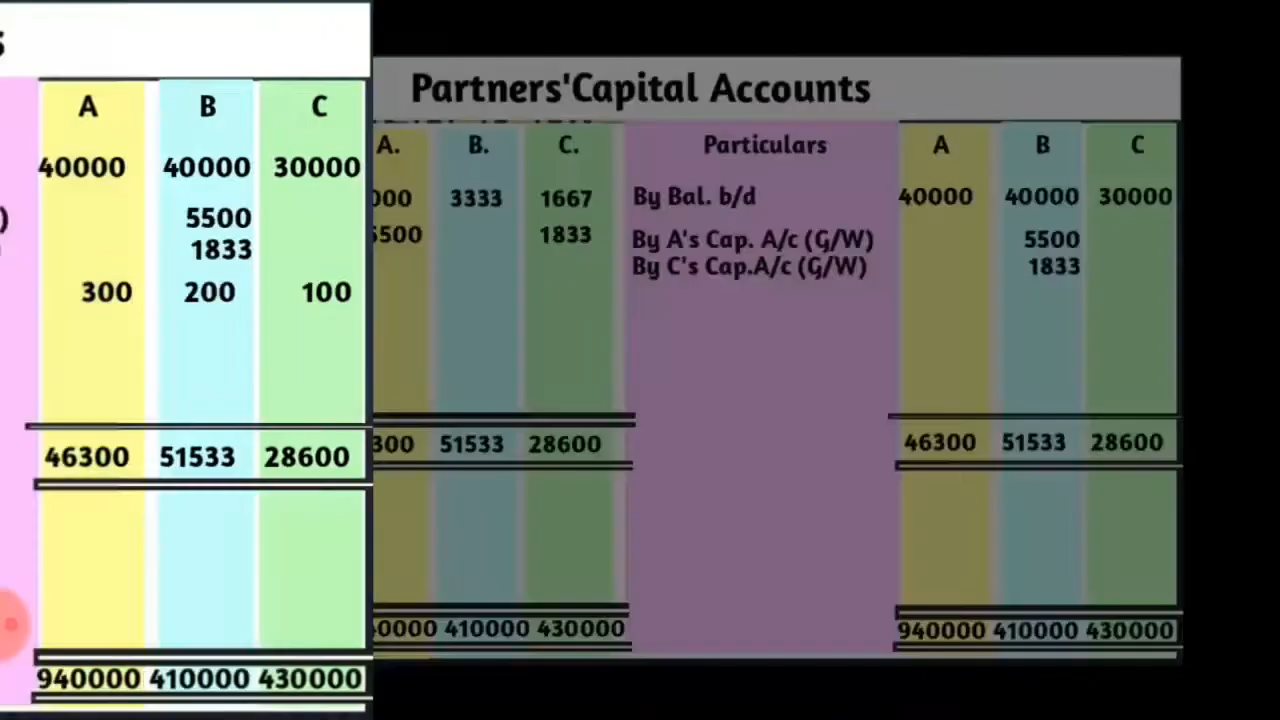 A B C
40000 40000 30000
5500
1833
300 200 100
46300 51533 28600
940000 410000 430000
Partners'Capital Accounts
A. B. C. Particulars A B C
3333 1667 By Bal. b/d 40000 40000 30000
1833 By A's Cap. A/c (G/W) 5500
By C's Cap.A/c (G/W) 1833
300 51533 28600 46300 51533 28600
410000 430000 940000 410000 430000